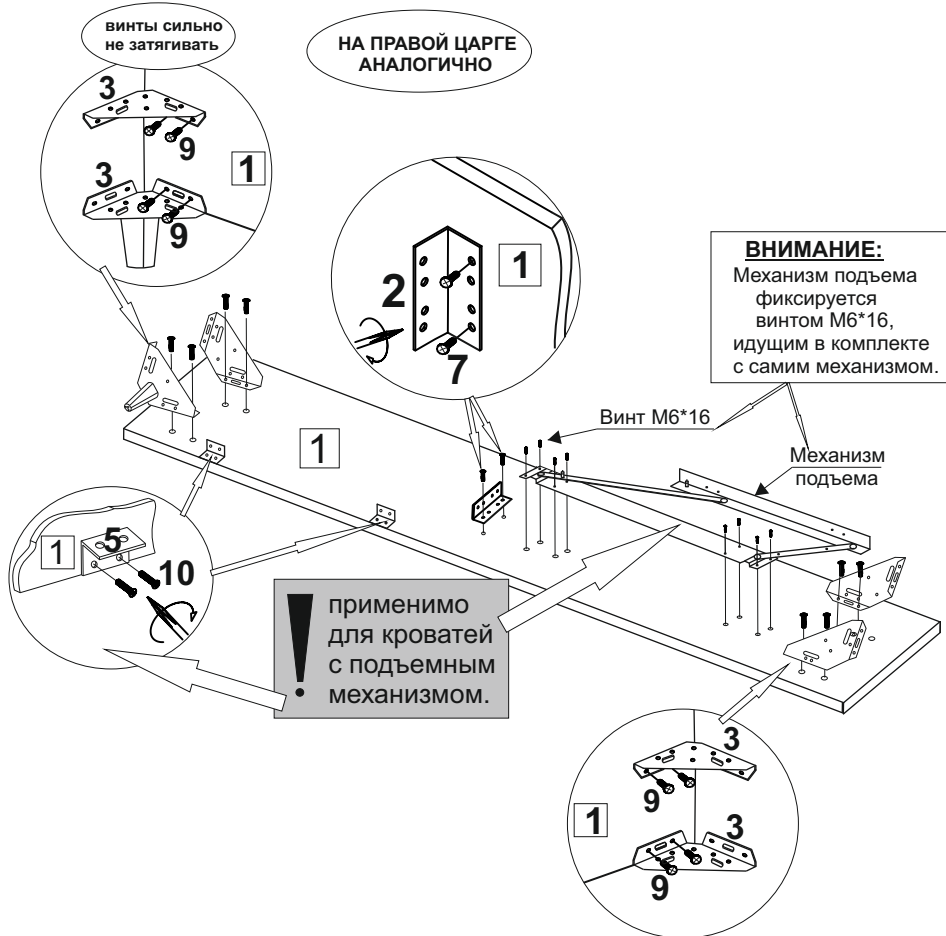 винты сильно
не затягивать
НА ПРАВОЙ ЦАРГЕ
АНАЛОГИЧНО
3
9
1
3
9
1
2
7
ВНИМАНИЕ:
Механизм подъема
фиксируется
винтом М6*16,
идущим в комплекте
с самим механизмом.
Винт М6*16
1
Механизм
подъема
1
5
10
! применимо
для кроватей
с подъемным
механизмом.
3
9
1
3
9